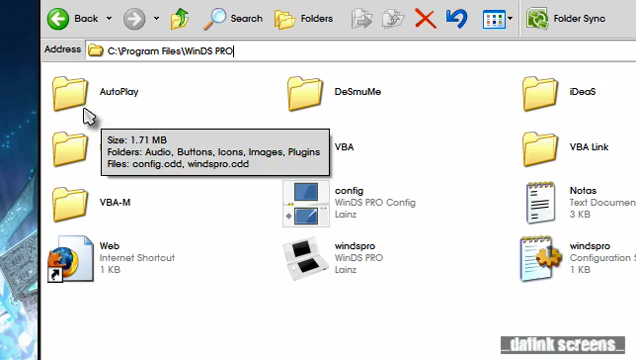 Back Search Folders Folder Sync
Address C:\Program Files\WinDS PRO
AutoPlay
DeSmuMe
iDeaS
Size: 1.71 MB
Folders: Audio, Buttons, Icons, Images, Plugins
Files: config.cdd, windspro.cdd
VBA
VBA Link
VBA-M
config
WinDS PRO Config
Lainz
Notas
Text Document
3 KB
Web
Internet Shortcut
1 KB
windspro
WinDS PRO
Lainz
windspro
Configuration S
1 KB
dafink screens_